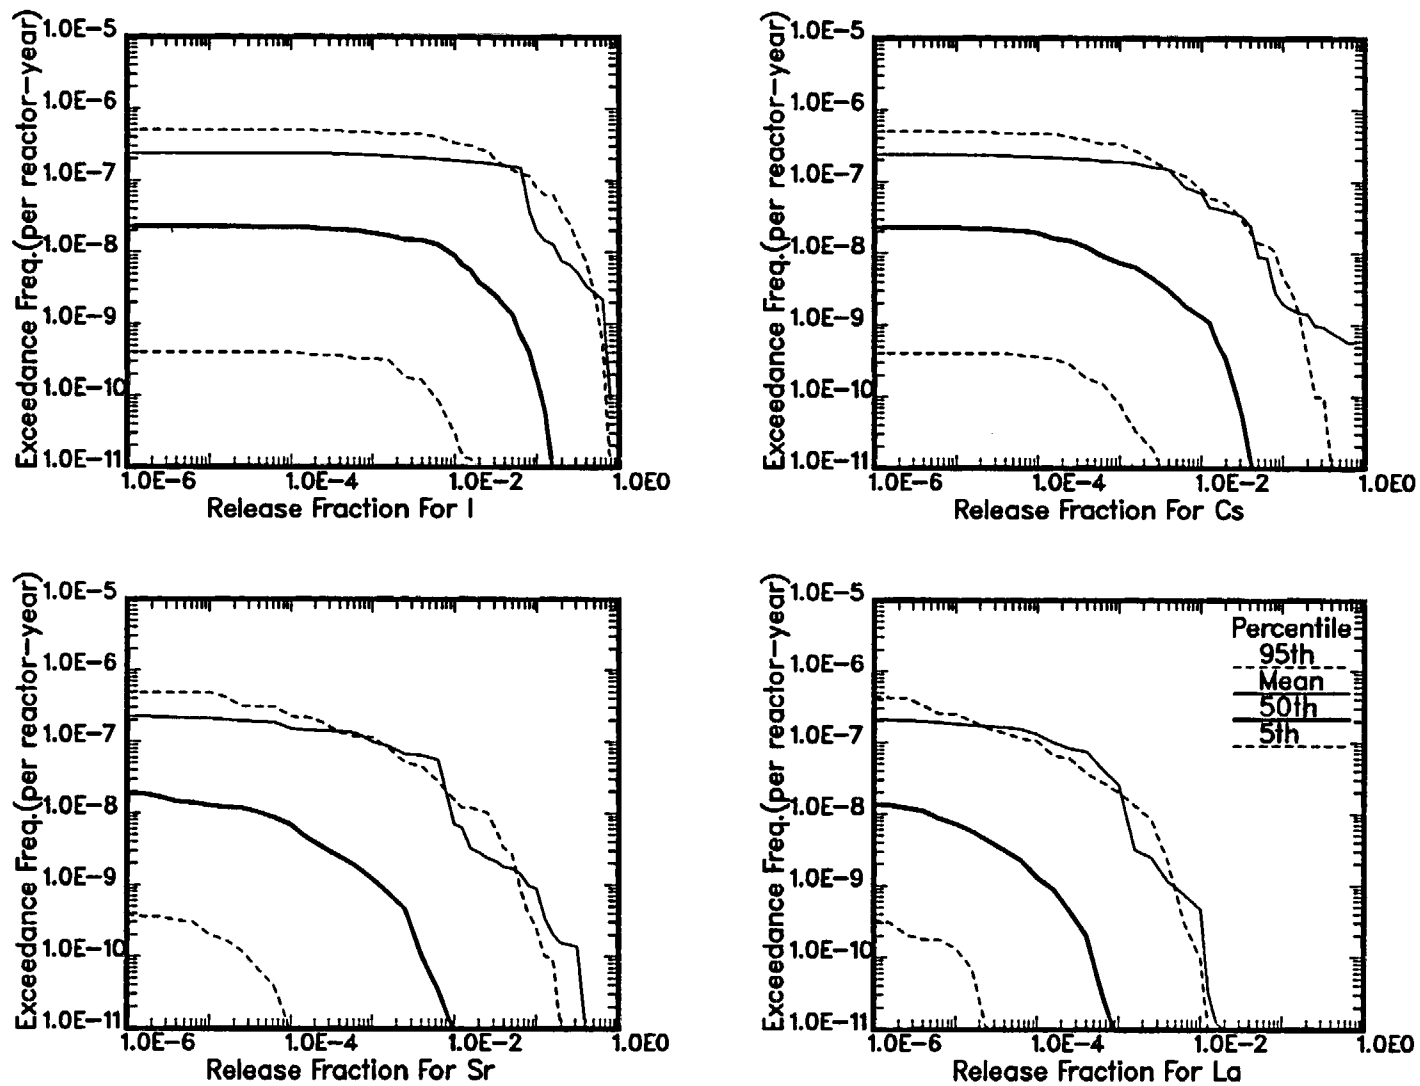 Exceedance Freq.(per reactor-year)
1.0E-5
1.0E-6
1.0E-7
1.0E-8
1.0E-9
1.0E-10
1.0E-11
1.0E-6
1.0E-4
1.0E-2
1.0E0
Release Fraction For I
Exceedance Freq.(per reactor-year)
1.0E-5
1.0E-6
1.0E-7
1.0E-8
1.0E-9
1.0E-10
1.0E-11
1.0E-6
1.0E-4
1.0E-2
1.0E0
Release Fraction For Cs
Exceedance Freq.(per reactor-year)
1.0E-5
1.0E-6
1.0E-7
1.0E-8
1.0E-9
1.0E-10
1.0E-11
1.0E-6
1.0E-4
1.0E-2
1.0E0
Release Fraction For Sr
Exceedance Freq.(per reactor-year)
1.0E-5
1.0E-6
1.0E-7
1.0E-8
1.0E-9
1.0E-10
1.0E-11
Percentile
95th
Mean
50th
5th
1.0E-6
1.0E-4
1.0E-2
1.0E0
Release Fraction For La